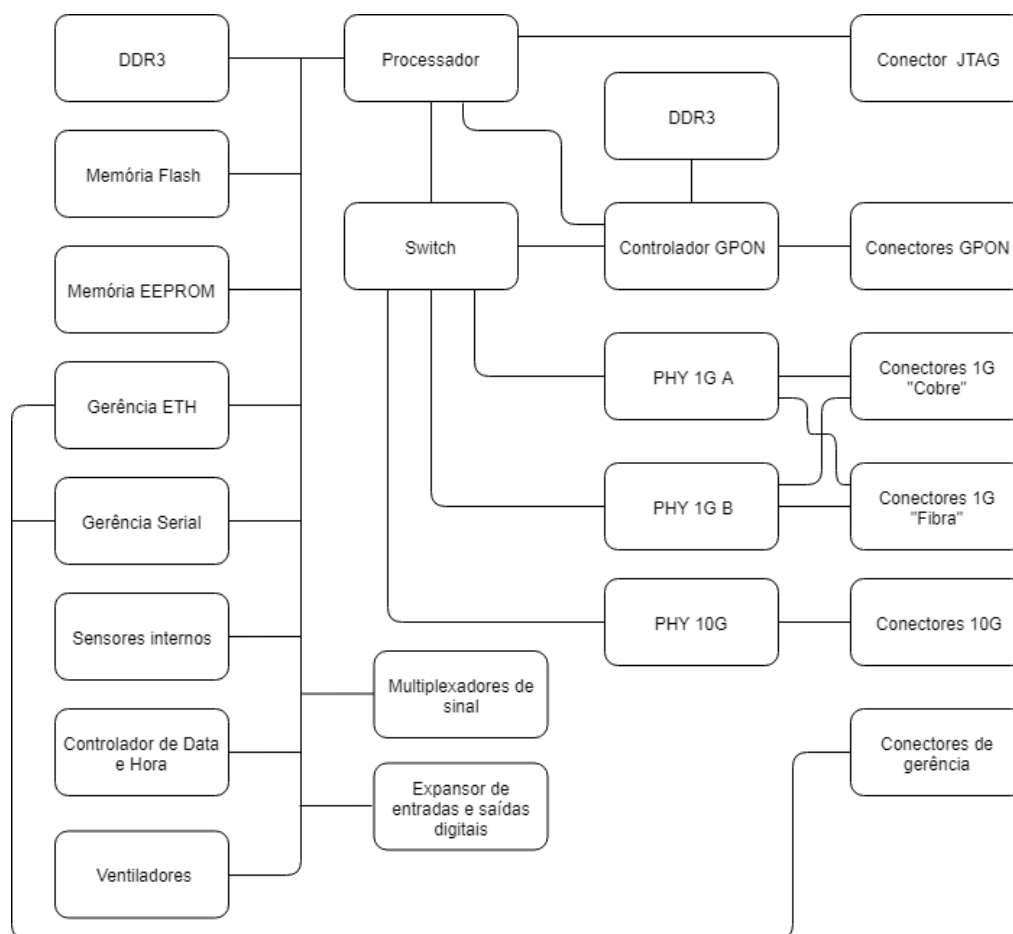 DDR3
Processador
Conector JTAG
DDR3
Memória Flash
Switch
Controlador GPON
Conectores GPON
Memória EEPROM
PHY 1G A
Conectores 1G
"Cobre"
Gerência ETH
PHY 1G B
Conectores 1G
"Fibra"
Gerência Serial
Sensores internos
PHY 10G
Conectores 10G
Multiplexadores de
sinal
Controlador de Data
e Hora
Conectores de
gerência
Expansor de
entradas e saídas
digitais
Ventiladores